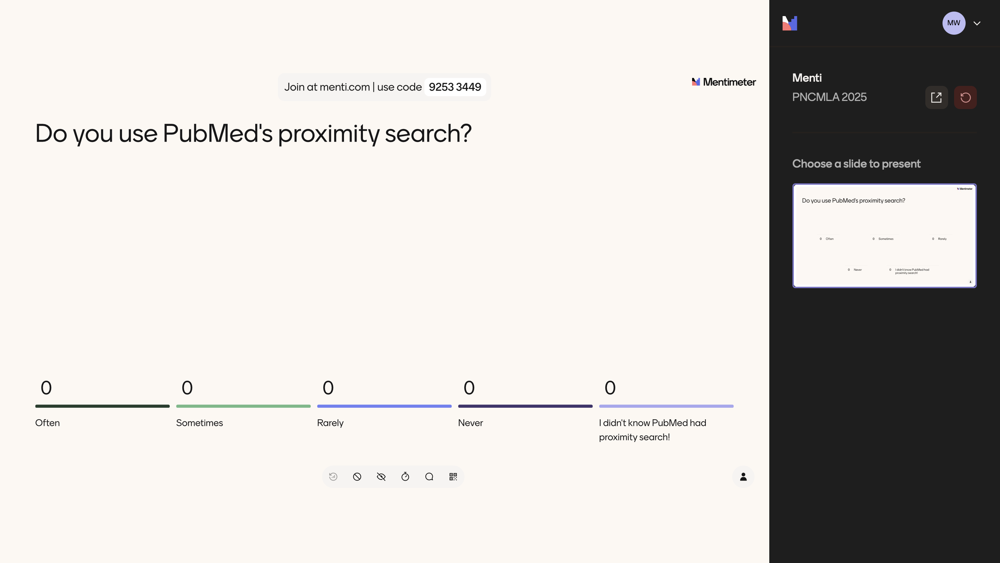 Join at menti.com | use code 9253 3449
Mentimeter
Do you use PubMed's proximity search?
0
0
0
0
0
Often
Sometimes
Rarely
Never
I didn't know PubMed had
proximity search!
MW
Menti
PNCMLA 2025
Choose a slide to present
Mentimeter
Do you use PubMed's proximity search?
0 Often
0 Sometimes
0 Rarely
0 Never
0 I didn't know PubMed had
proximity search!